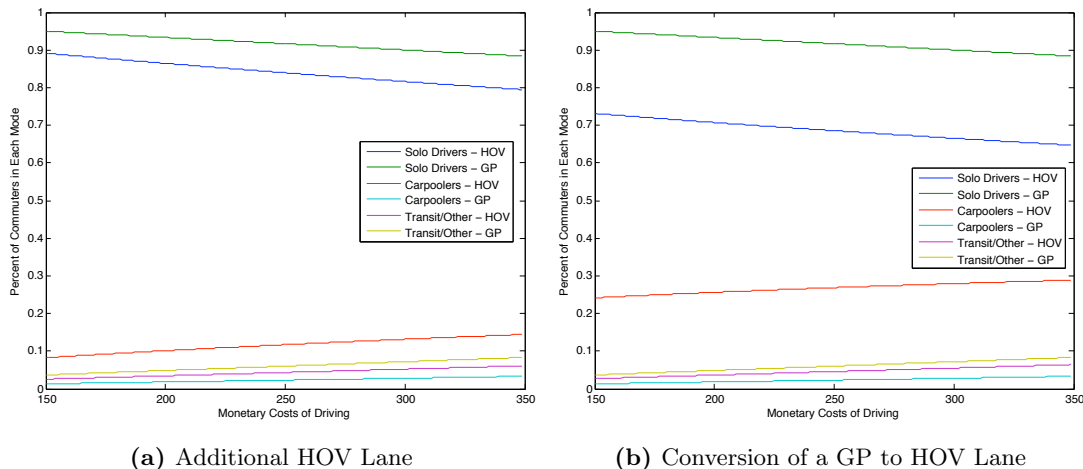 1
0.9
0.8
0.7
0.6
0.5
0.4
0.3
0.2
0.1
0
150 200 250 300 350
Percent of Commuters in Each Mode
Monetary Costs of Driving
Solo Drivers – HOV
Solo Drivers – GP
Carpoolers – HOV
Carpoolers – GP
Transit/Other – HOV
Transit/Other – GP
(a) Additional HOV Lane
1
0.9
0.8
0.7
0.6
0.5
0.4
0.3
0.2
0.1
0
150 200 250 300 350
Percent of Commuters in Each Mode
Monetary Costs of Driving
Solo Drivers – HOV
Solo Drivers – GP
Carpoolers – HOV
Carpoolers – GP
Transit/Other – HOV
Transit/Other – GP
(b) Conversion of a GP to HOV Lane